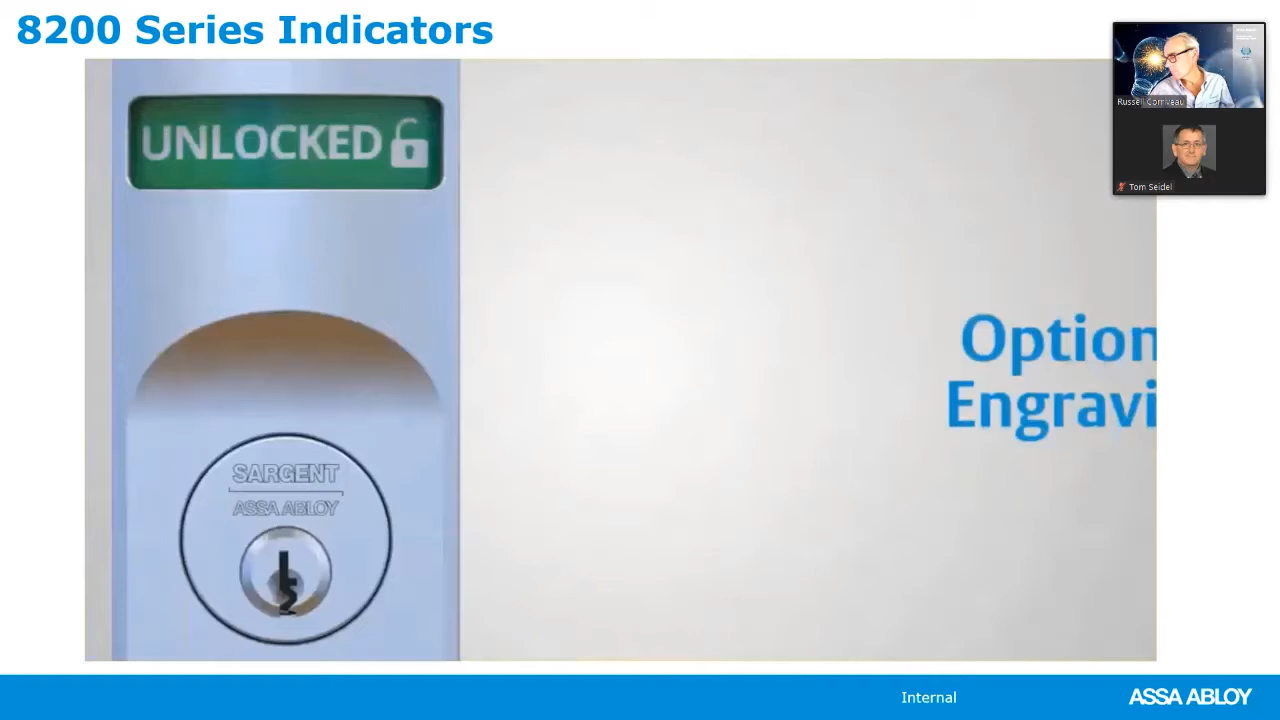 8200 Series Indicators
UNLOCKED
Russell Corriveau
Tom Seidel
Option
Engravi
SARGENT
ASSA ABLOY
Internal
ASSA ABLOY